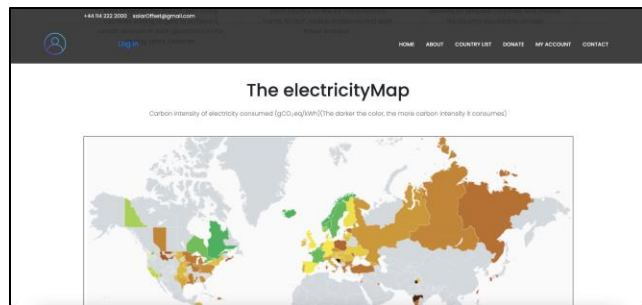 +44 114 222 2000 solarOffset@gmail.com
Log in
HOME ABOUT COUNTRY LIST DONATE MY ACCOUNT CONTACT
The electricityMap
Carbon intensity of electricity consumed (gCO₂eq/kWh)(The darker the color, the more carbon intensity it consumes)